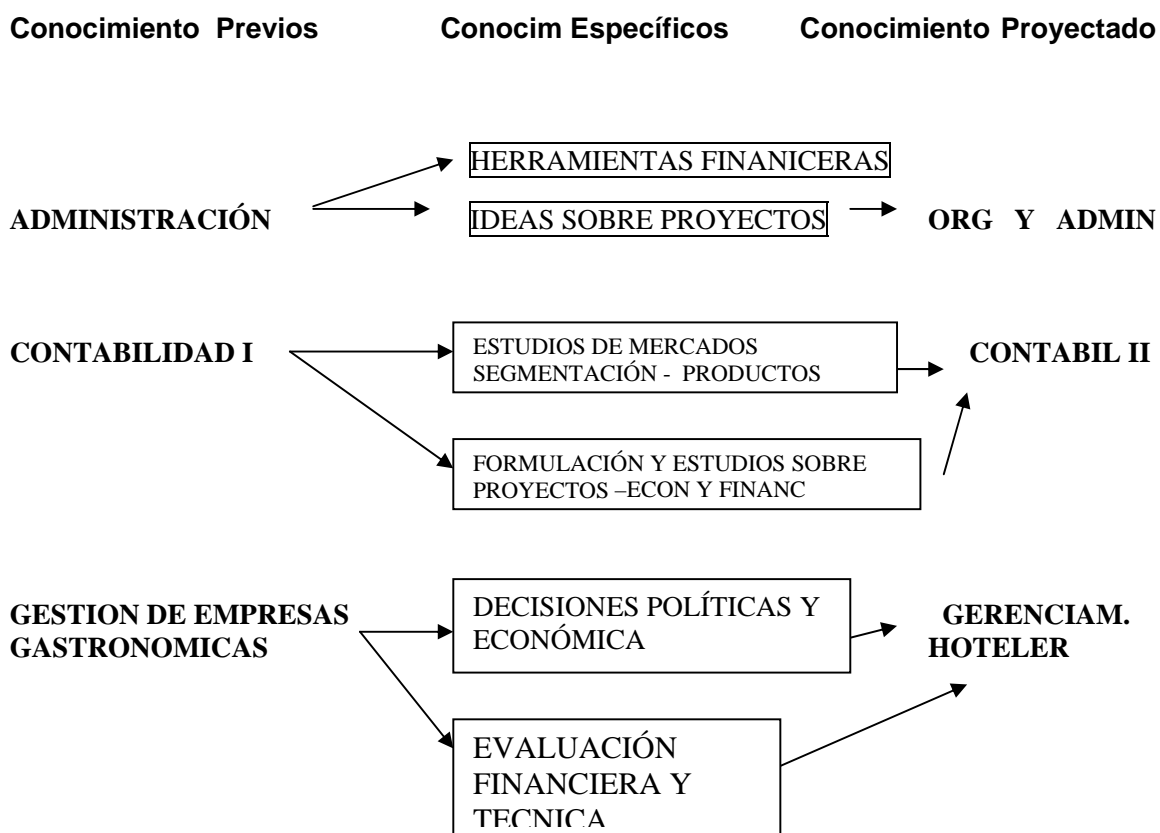 Conocimiento Previos Conocim Específicos Conocimiento Proyectado
HERRAMIENTAS FINANICERAS
ADMINISTRACIÓN IDEAS SOBRE PROYECTOS ORG Y ADMIN
CONTABILIDAD I
ESTUDIOS DE MERCADOS
SEGMENTACIÓN - PRODUCTOS
CONTABIL II
FORMULACIÓN Y ESTUDIOS SOBRE
PROYECTOS –ECON Y FINANC
GESTION DE EMPRESAS
GASTRONOMICAS
DECISIONES POLÍTICAS Y
ECONÓMICA
GERENCIAM.
HOTELER
EVALUACIÓN
FINANCIERA Y
TECNICA